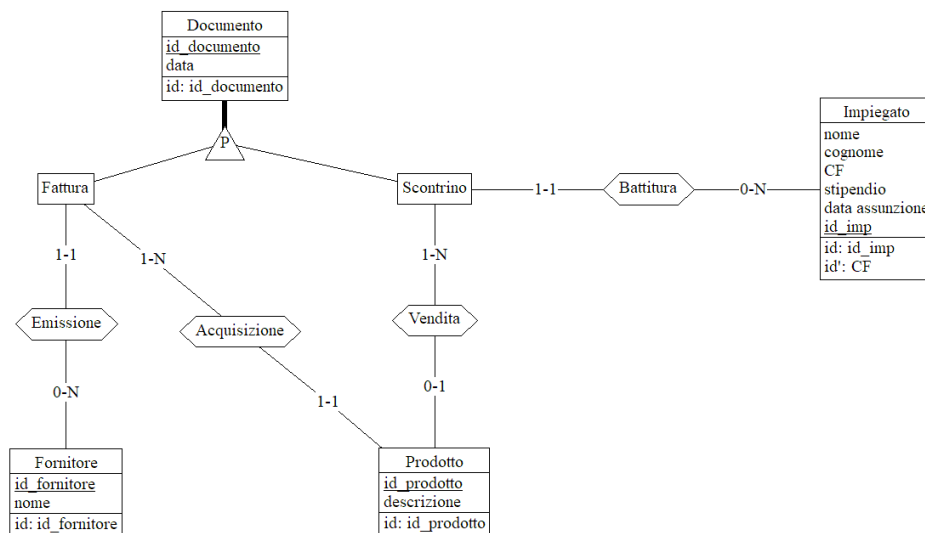 Documento
id_documento
data
id: id_documento
P
Impiegato
nome
cognome
CF
stipendio
data assunzione
id_imp
id: id_imp
id': CF
Fattura
Scontrino
1-1
Battitura
0-N
1-1
1-N
1-N
Emissione
Acquisizione
Vendita
0-N
1-1
0-1
Fornitore
id_fornitore
nome
id: id_fornitore
Prodotto
id_prodotto
descrizione
id: id_prodotto